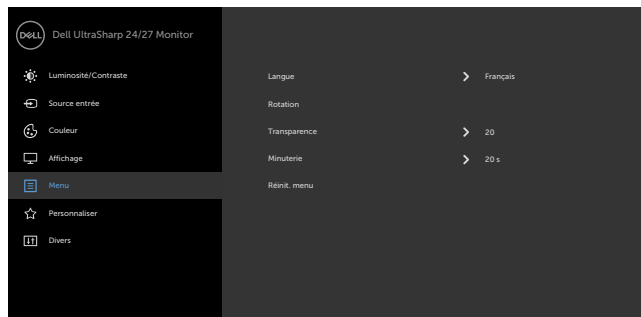 DELL Dell UltraSharp 24/27 Monitor
Luminosité/Contraste
Langue Français
Source entrée
Rotation
Couleur
Transparence 20
Affichage
Minuterie 20 s
Menu
Réinit. menu
Personnaliser
Divers